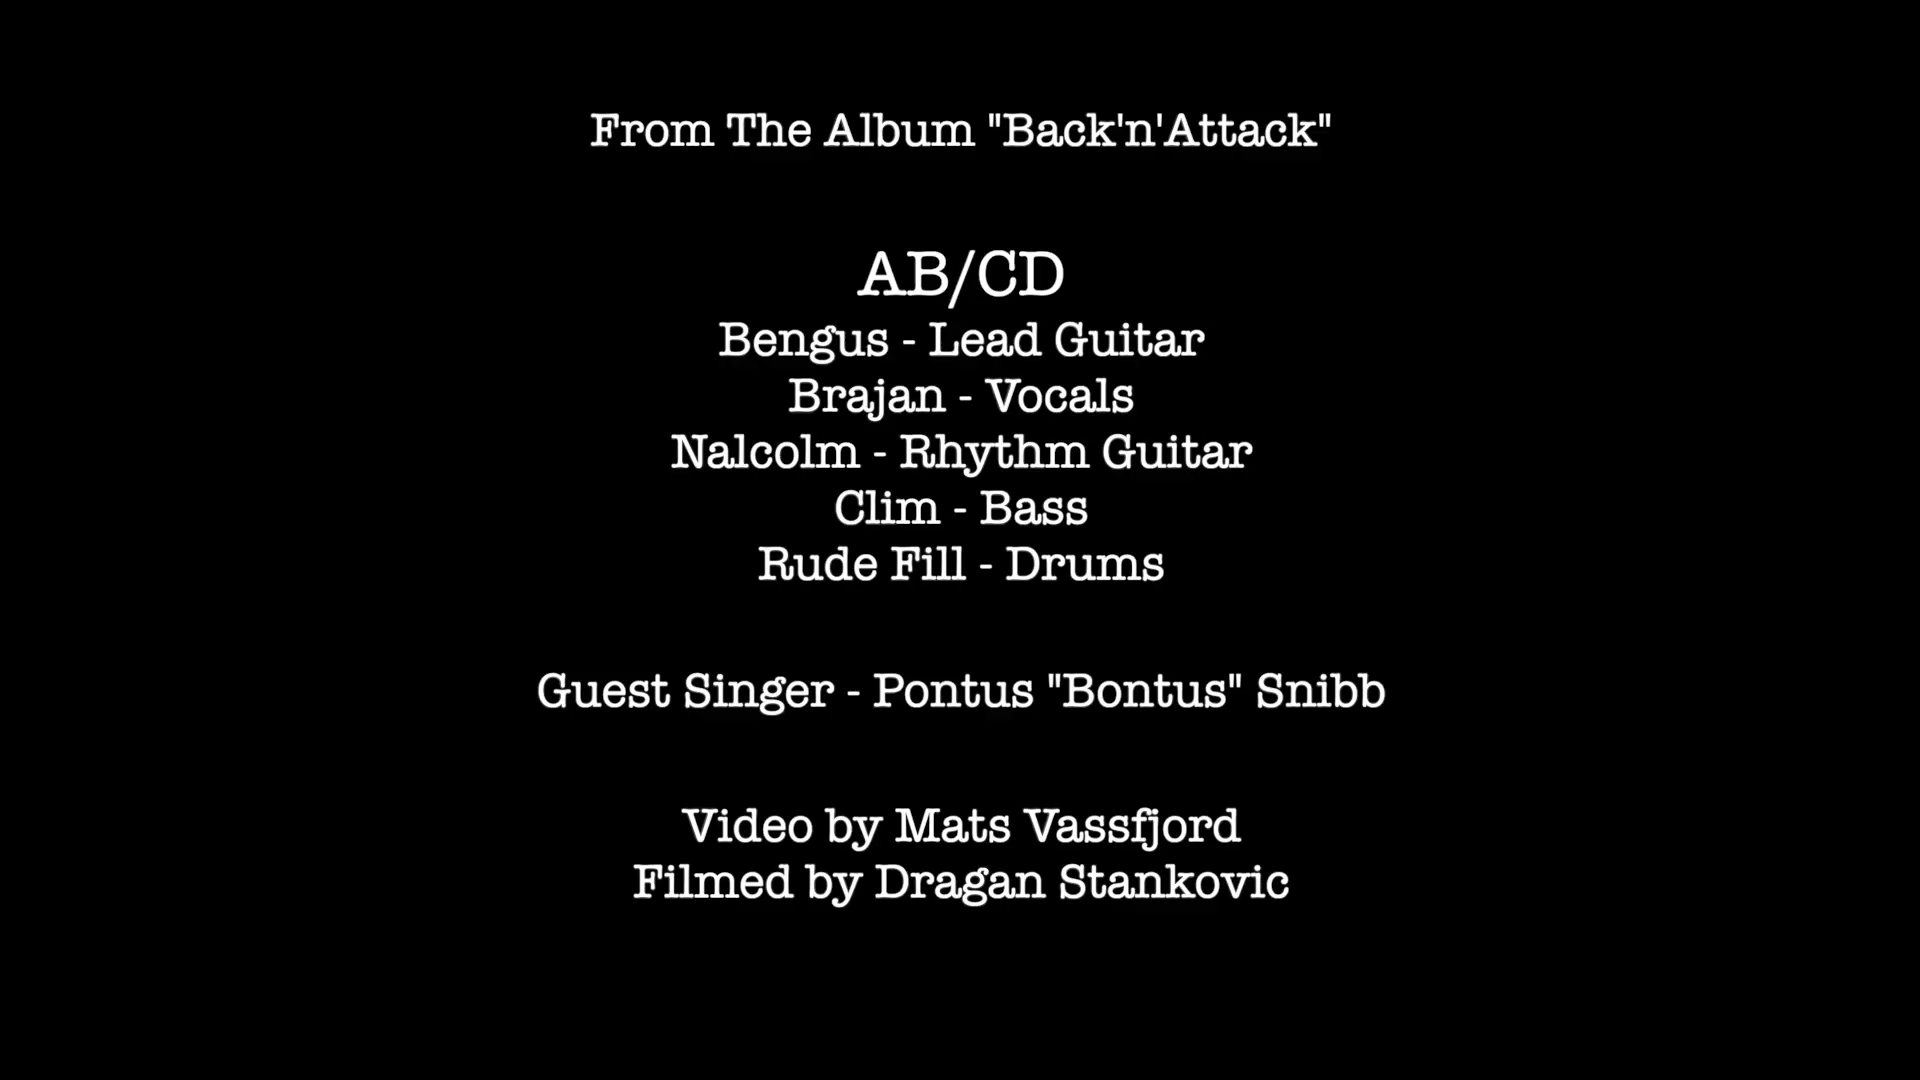 From The Album "Back'n'Attack"
AB/CD
Bengus - Lead Guitar
Brajan - Vocals
Nalcolm - Rhythm Guitar
Clim - Bass
Rude Fill - Drums
Guest Singer - Pontus "Bontus" Snibb
Video by Mats Vassfjord
Filmed by Dragan Stankovic